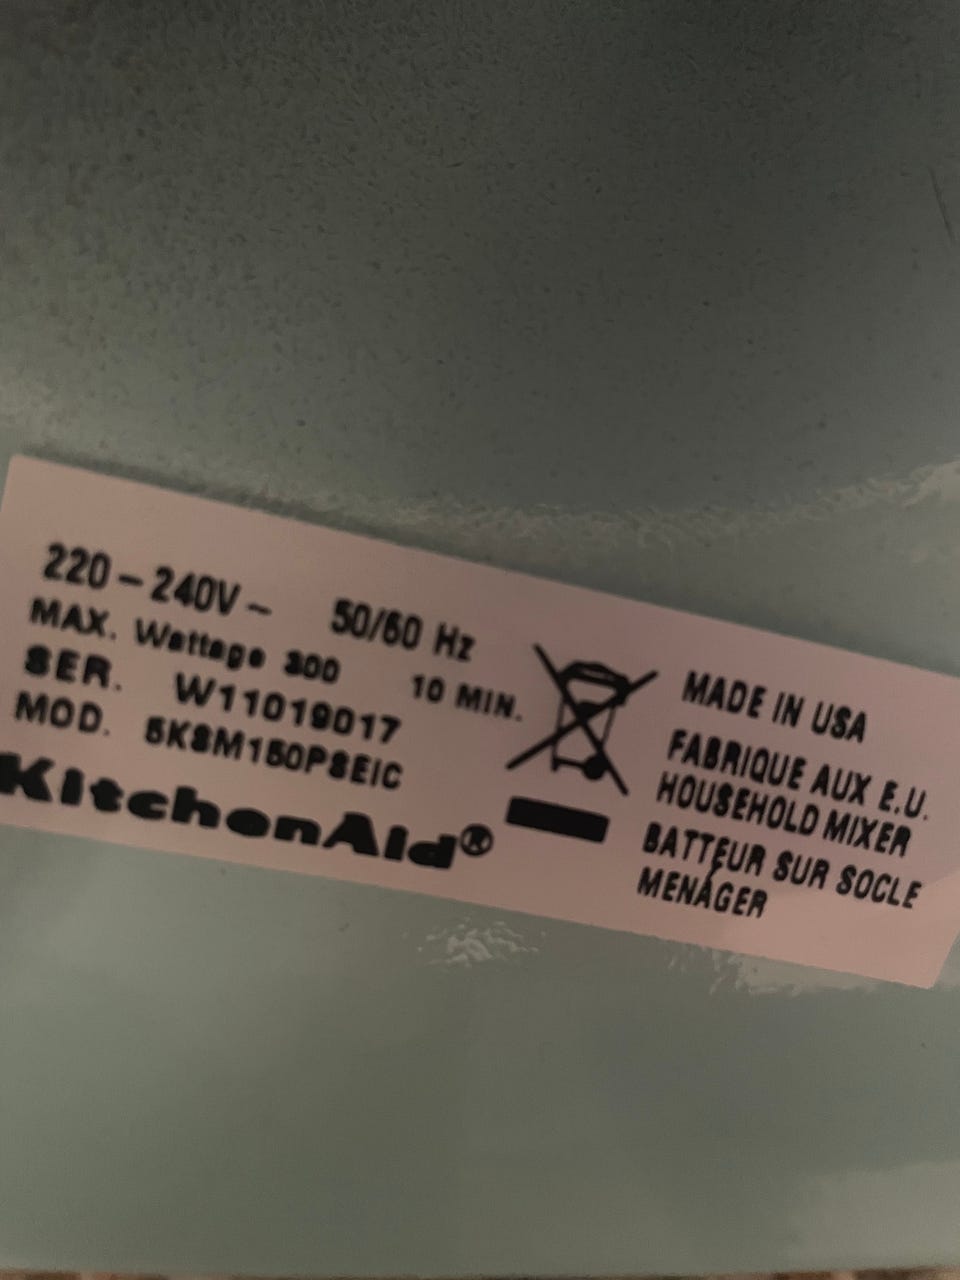 220 - 240V ~ 50/60 Hz
MAX. Wattage 300 10 MIN.
SER. W11019017
MOD. 5KSM150PSEIC
KitchenAid®
MADE IN USA
FABRIQUE AUX E.U.
HOUSEHOLD MIXER
BATTEUR SUR SOCLE
MENÁGER